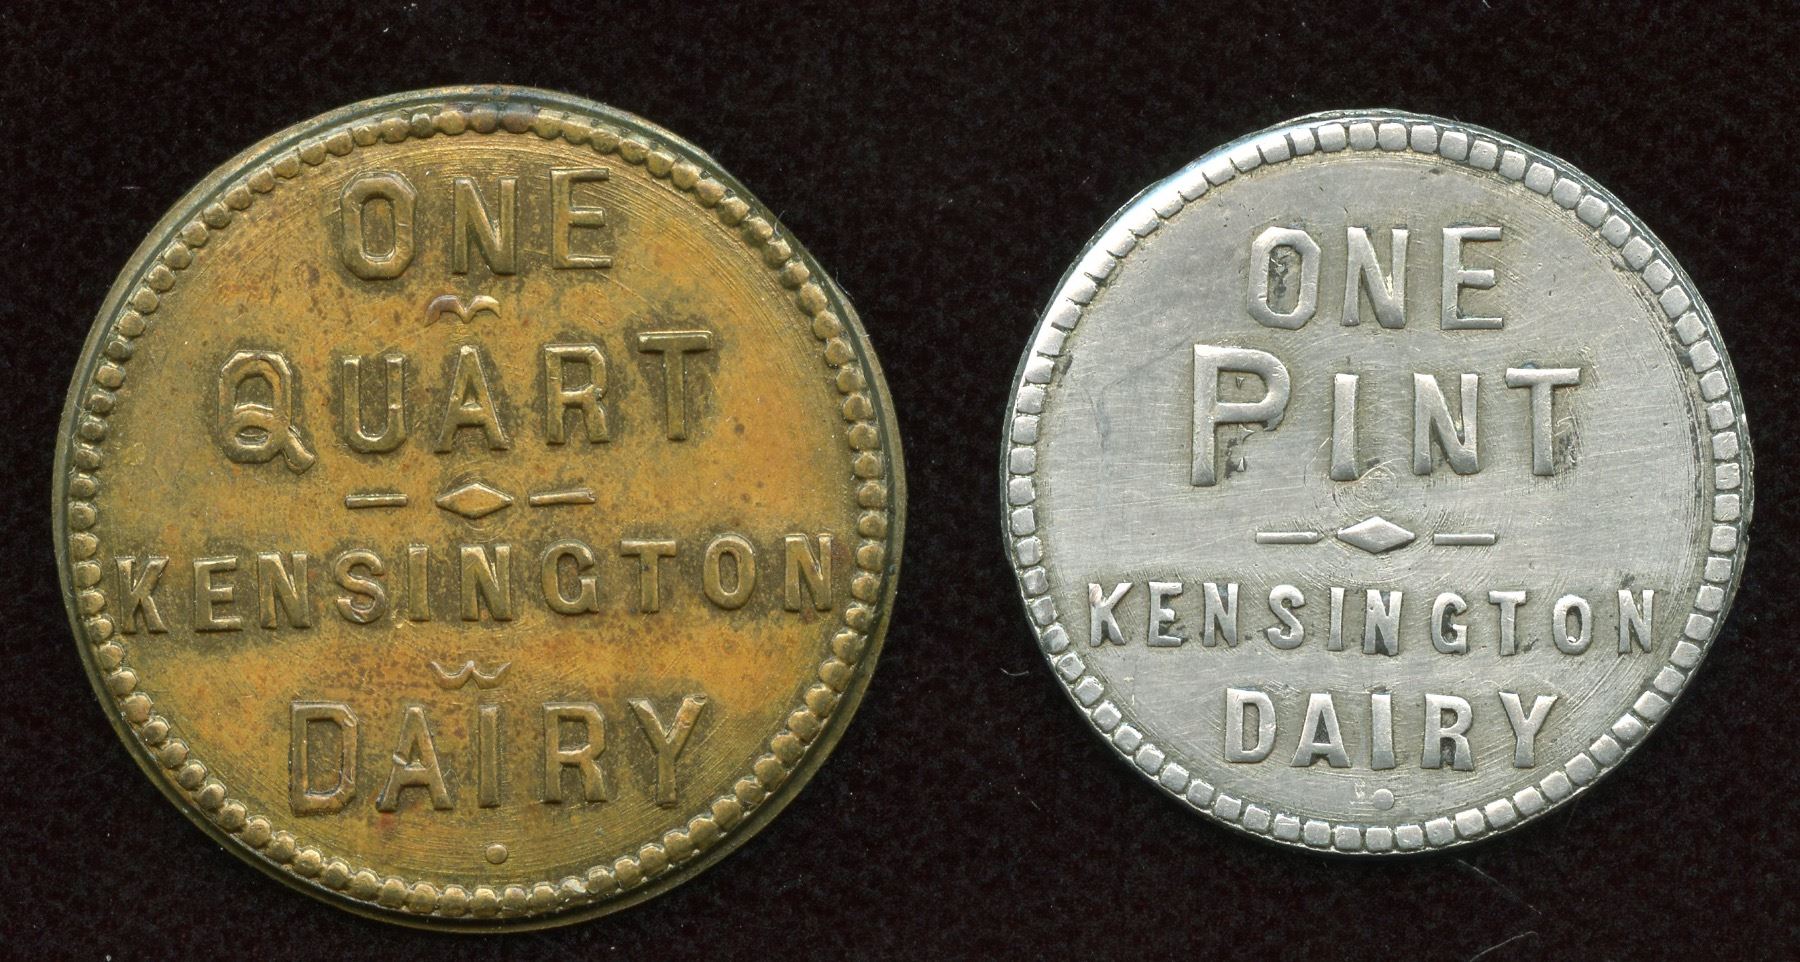 ONE
QUART
KENSINGTON
DAIRY
ONE
PINT
KENSINGTON
DAIRY